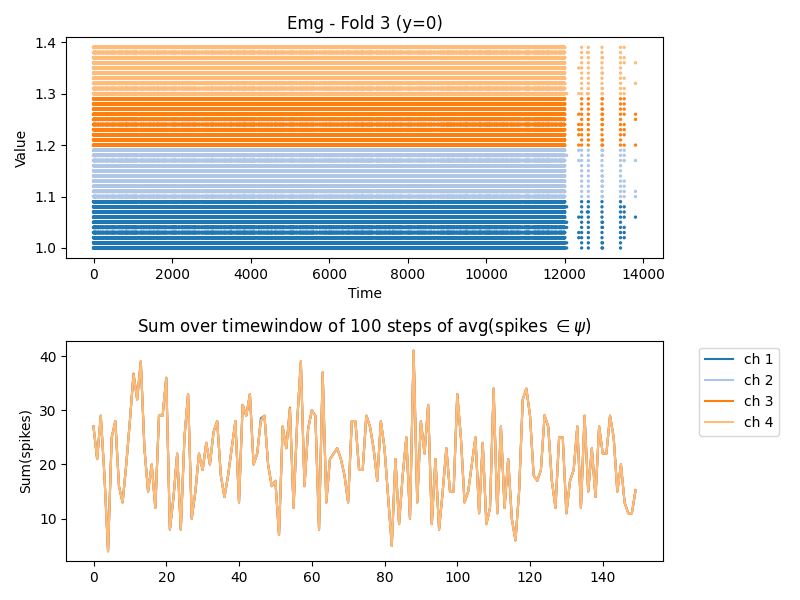 Emg - Fold 3 (y=0)
1.4
1.3
1.2
1.1
1.0
Value
0 2000 4000 6000 8000 10000 12000 14000
Time
Sum over timewindow of 100 steps of avg(spikes ∈ ψ)
40
30
20
10
Sum(spikes)
0 20 40 60 80 100 120 140
ch 1
ch 2
ch 3
ch 4